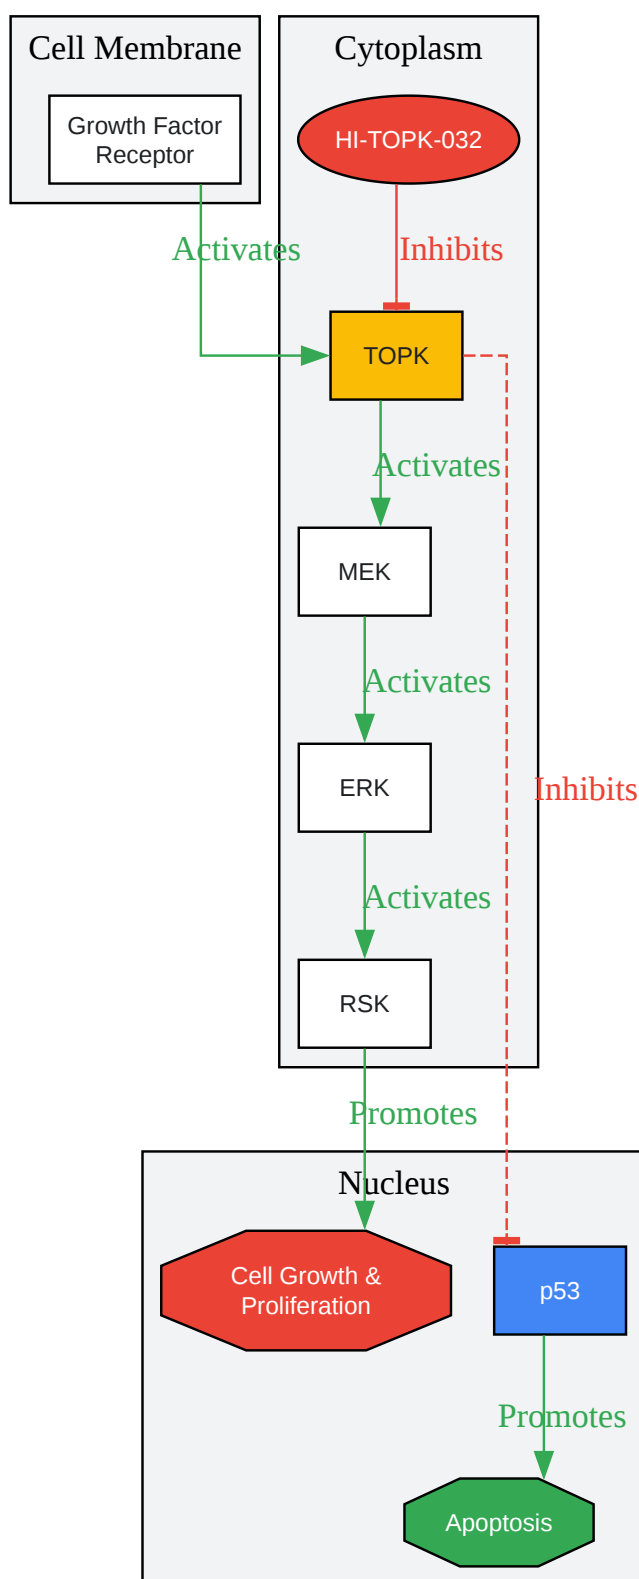 Cell Membrane
Cytoplasm
Growth Factor
Receptor
HI-TOPK-032
Activates
Inhibits
TOPK
Activates
MEK
Activates
ERK
Inhibits
Activates
RSK
Promotes
Nucleus
Cell Growth &
Proliferation
p53
Promotes
Apoptosis